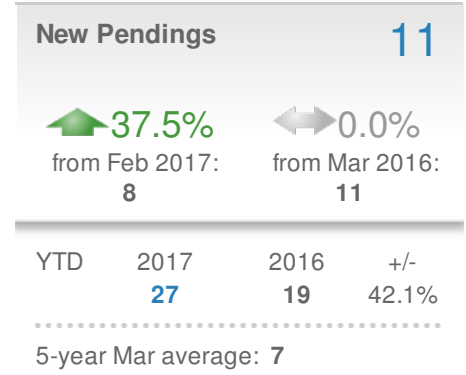 New Pendings 11
37.5% 0.0%
from Feb 2017: from Mar 2016:
8 11
YTD 2017 2016 +/-
27 19 42.1%
5-year Mar average: 7